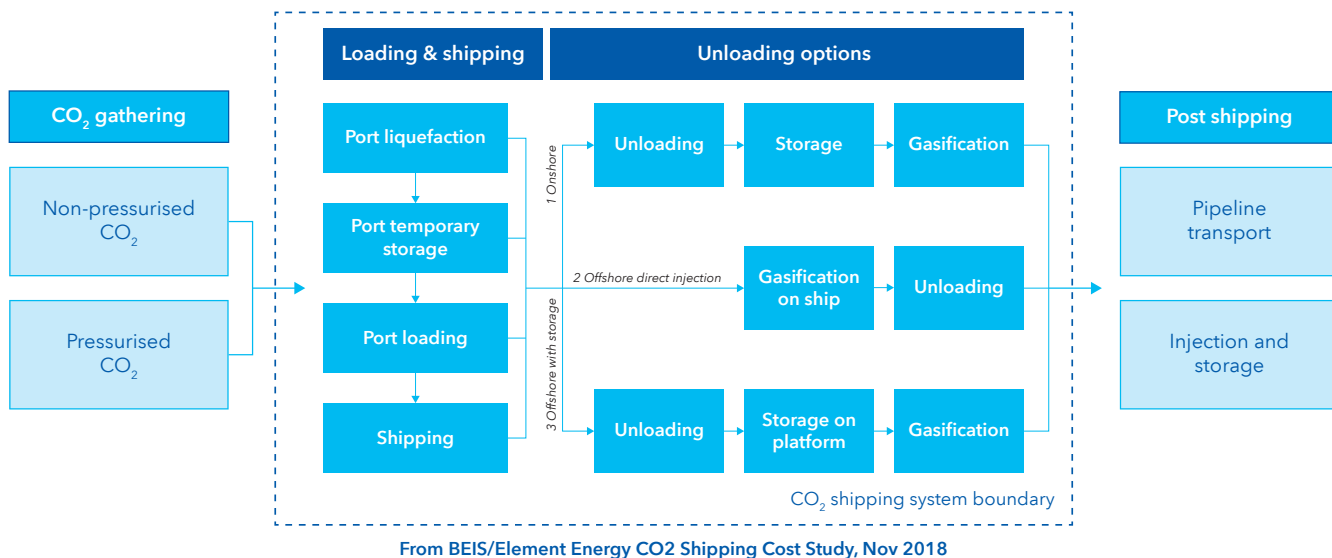 Loading & shipping
Unloading options
CO₂ gathering
Non-pressurised
CO₂
Pressurised
CO₂
Port liquefaction
Port temporary
storage
Port loading
Shipping
1 Onshore
2 Offshore direct injection
3 Offshore with storage
Unloading
Storage
Gasification
Gasification
on ship
Unloading
Unloading
Storage on
platform
Gasification
CO₂ shipping system boundary
Post shipping
Pipeline
transport
Injection and
storage
From BEIS/Element Energy CO2 Shipping Cost Study, Nov 2018